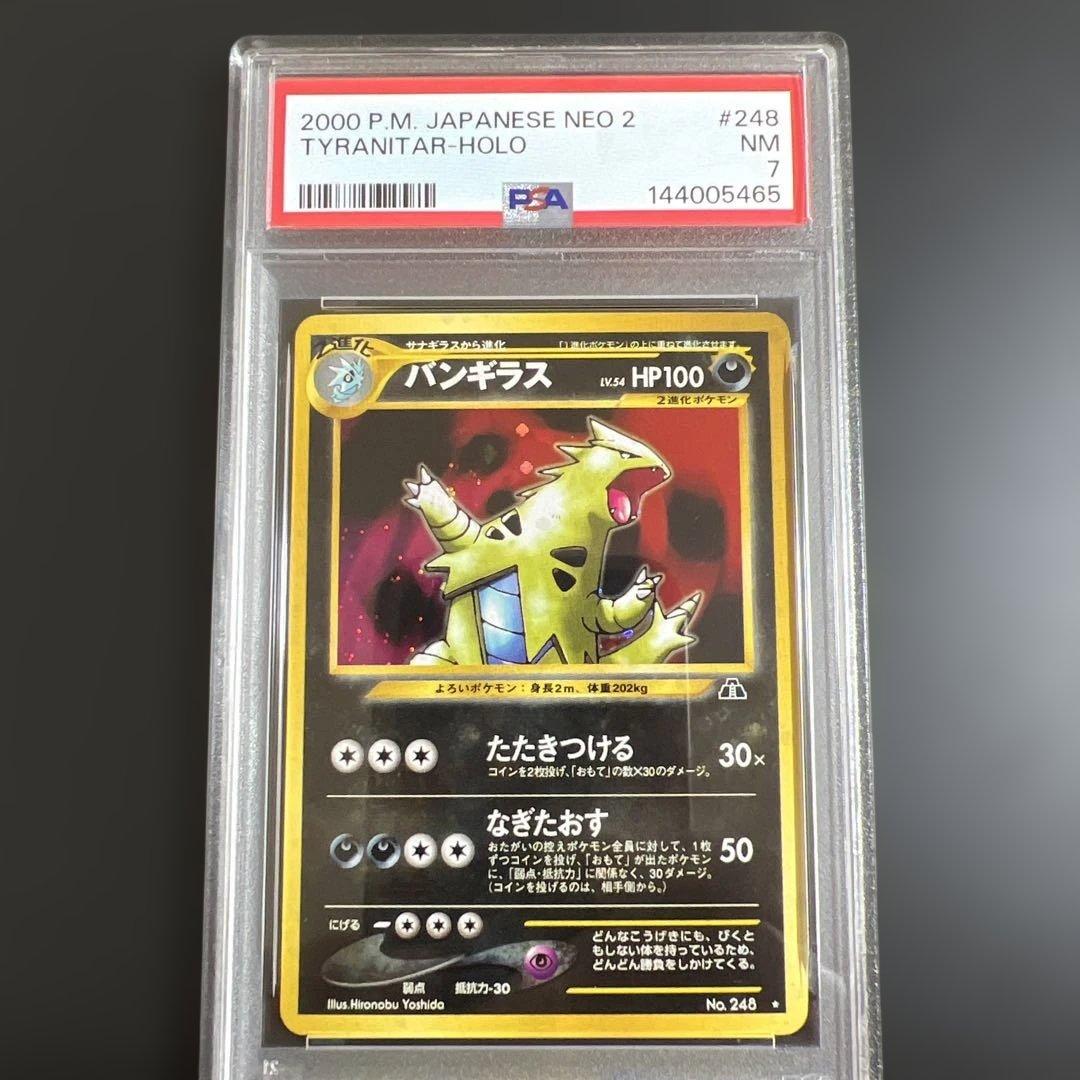 2000 P.M. JAPANESE NEO 2 #248
TYRANITAR-HOLO NM
7
PSA 144005465
2進化 サナギラスから進化 「1進化ポケモン」の上に重ねて進化させます。
バンギラス LV.54 HP100
2進化ポケモン
よろいポケモン:身長2m、体重202kg
たたきつける 30×
コインを2枚投げ、「おもて」の数×30のダメージ。
なぎたおす 50
おたがいの控えポケモン全員に対して、1枚
ずつコインを投げ、「おもて」が出たポケモン
に、「弱点・抵抗力」に関係なく、30ダメージ。
(コインを投げるのは、相手側から。)
にげる
どんなこうげきにも、びくと
もしない体を持っているため、
どんどん勝負をしかけてくる。
弱点 抵抗力-30
Illus.Hironobu Yoshida No. 248 ★